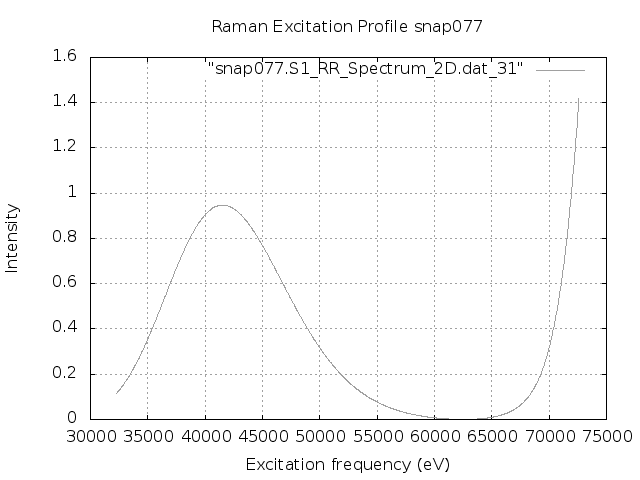 Raman Excitation Profile snap077
"snap077.S1_RR_Spectrum_2D.dat_31"
1.6
1.4
1.2
1
0.8
0.6
0.4
0.2
0
Intensity
30000 35000 40000 45000 50000 55000 60000 65000 70000 75000
Excitation frequency (eV)